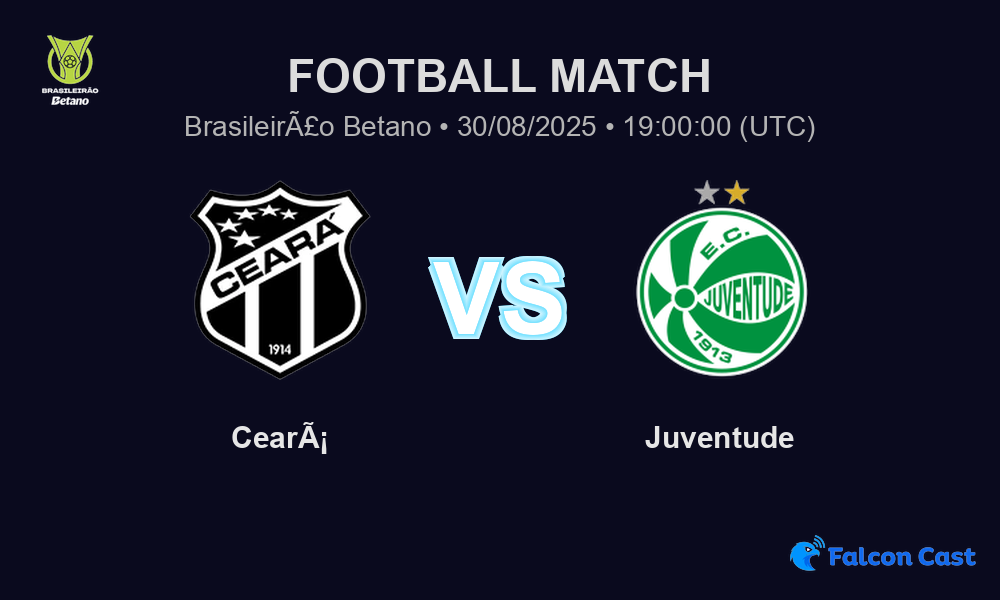 FOOTBALL MATCH
BRASILEIRÃO
Betano
BrasileirÃ£o Betano • 30/08/2025 • 19:00:00 (UTC)
CEARÁ
1914
VS
E.C.
JUVENTUDE
1913
CearÃ¡
Juventude
Falcon Cast